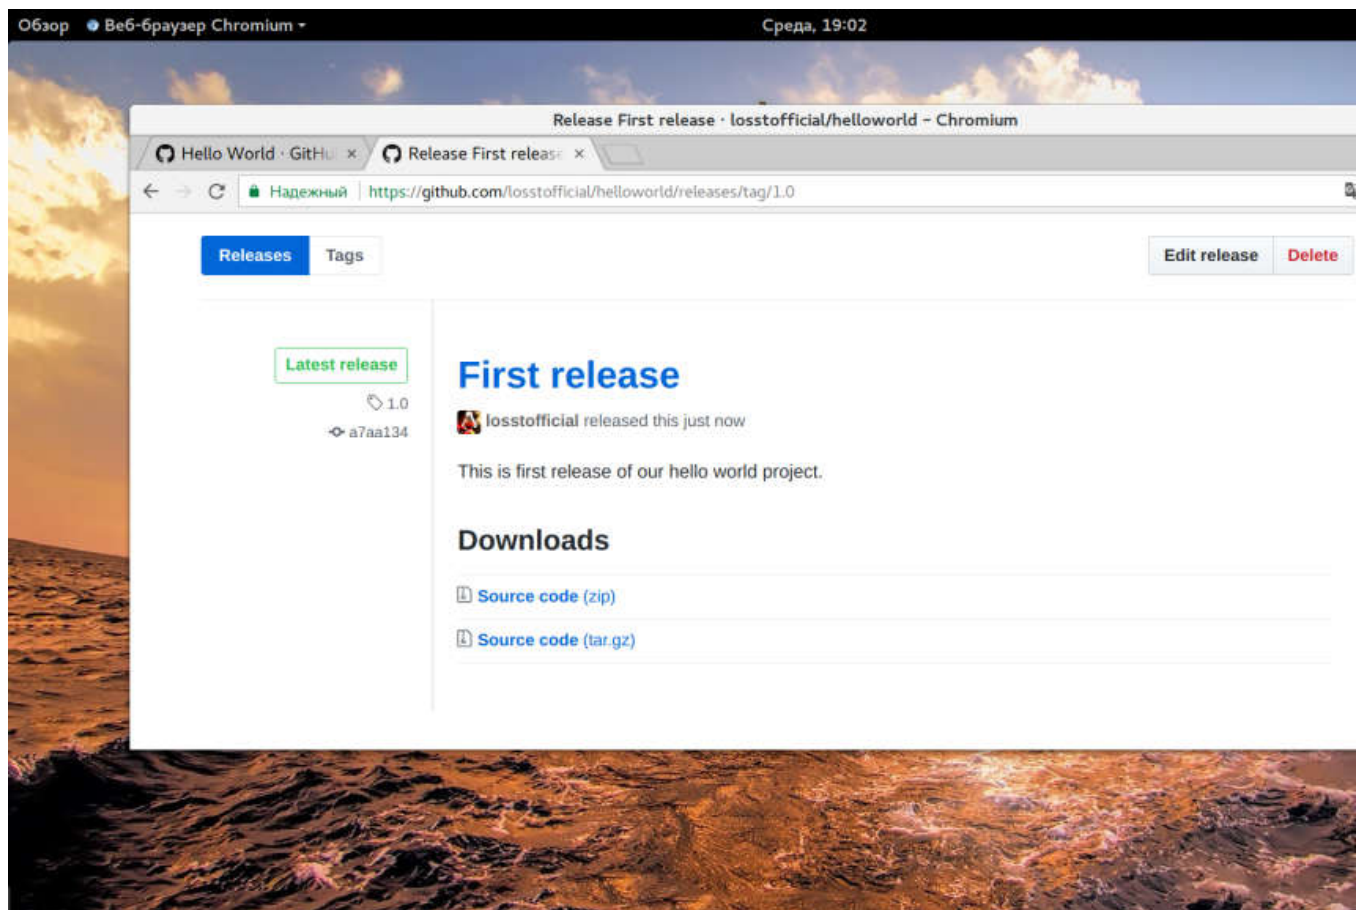 Обзор Веб-браузер Chromium Среда, 19:02
Release First release · losstofficial/helloworld – Chromium
Hello World · GitHu Release First release
Надежный https://github.com/losstofficial/helloworld/releases/tag/1.0
Releases Tags Edit release Delete
Latest release
1.0
a7aa134
First release
losstofficial released this just now
This is first release of our hello world project.
Downloads
Source code (zip)
Source code (tar.gz)